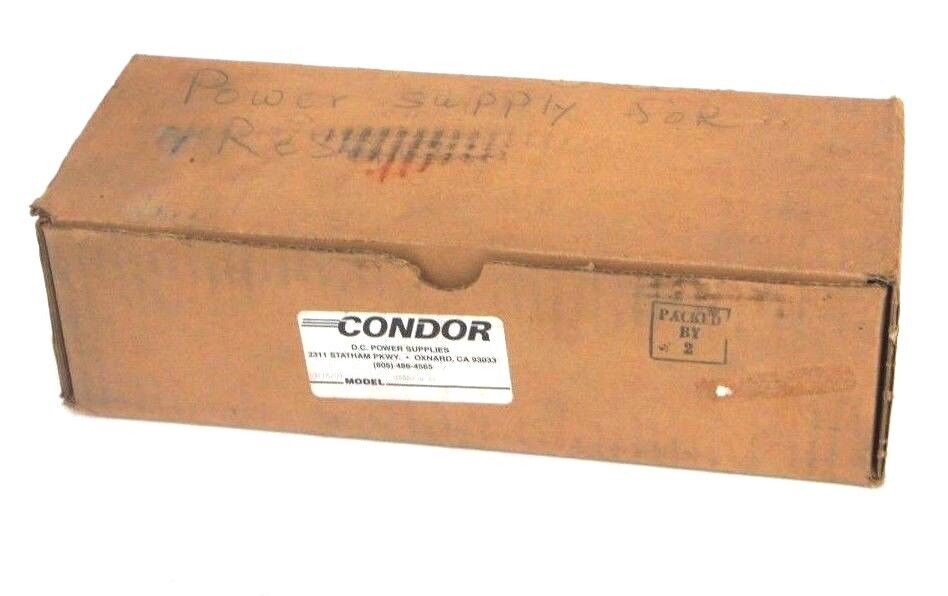 Power supply for
Res
CONDOR
D.C. POWER SUPPLIES
2311 STATHAM PKWY. • OXNARD, CA 93033
(805) 486-4565
MODEL
PACKED
BY
2